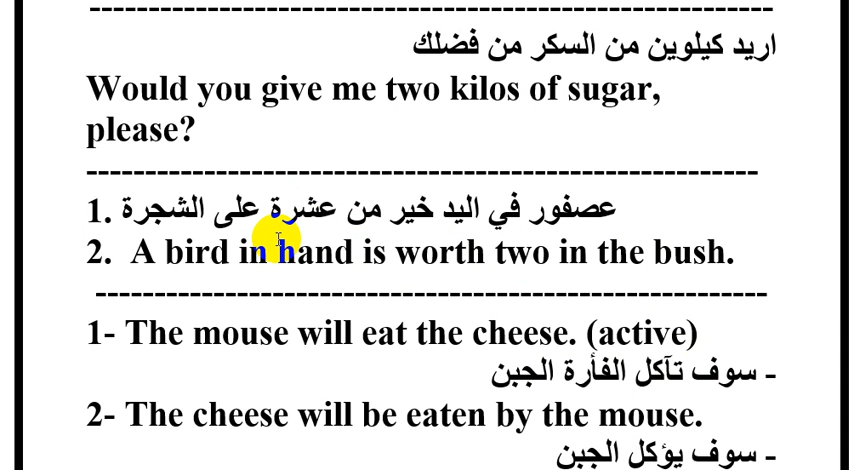 اريد كيلوين من السكر من فضلك
Would you give me two kilos of sugar,
please?
1. عصفور في اليد خير من عشرة على الشجرة
2. A bird in hand is worth two in the bush.
1- The mouse will eat the cheese. (active)
- سوف تآكل الفأرة الجبن
2- The cheese will be eaten by the mouse.
- سوف يؤكل الجبن